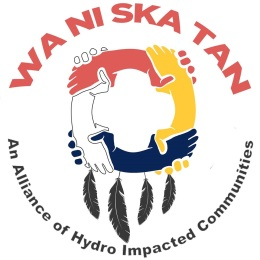 WA NI SKA TAN
An Alliance of Hydro Impacted Communities